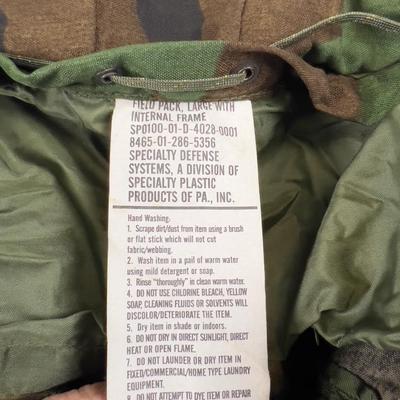 FIELD PACK, LARGE WITH
INTERNAL FRAME
SP0100-01-D-4028-0001
8465-01-286-5356
SPECIALTY DEFENSE
SYSTEMS, A DIVISION OF
SPECIALTY PLASTIC
PRODUCTS OF PA., INC.
Hand Washing:
1. Scrape dirt/dust from item using a brush
or flat stick which will not cut
fabric/webbing.
2. Wash item in a pail of warm water
using mild detergent or soap.
3. Rinse "thoroughly" in clean warm water.
4. DO NOT USE CHLORINE BLEACH, YELLOW
SOAP, CLEANING FLUIDS OR SOLVENTS WILL
DISCOLOR/DETERIORATE THE ITEM.
5. Dry item in shade or indoors.
6. DO NOT DRY IN DIRECT SUNLIGHT, DIRECT
HEAT OR OPEN FLAME.
7. DO NOT LAUNDER OR DRY ITEM IN
FIXED/COMMERCIAL/HOME TYPE LAUNDRY
EQUIPMENT.
8. DO NOT ATTEMPT TO DYE ITEM OR REPAIR